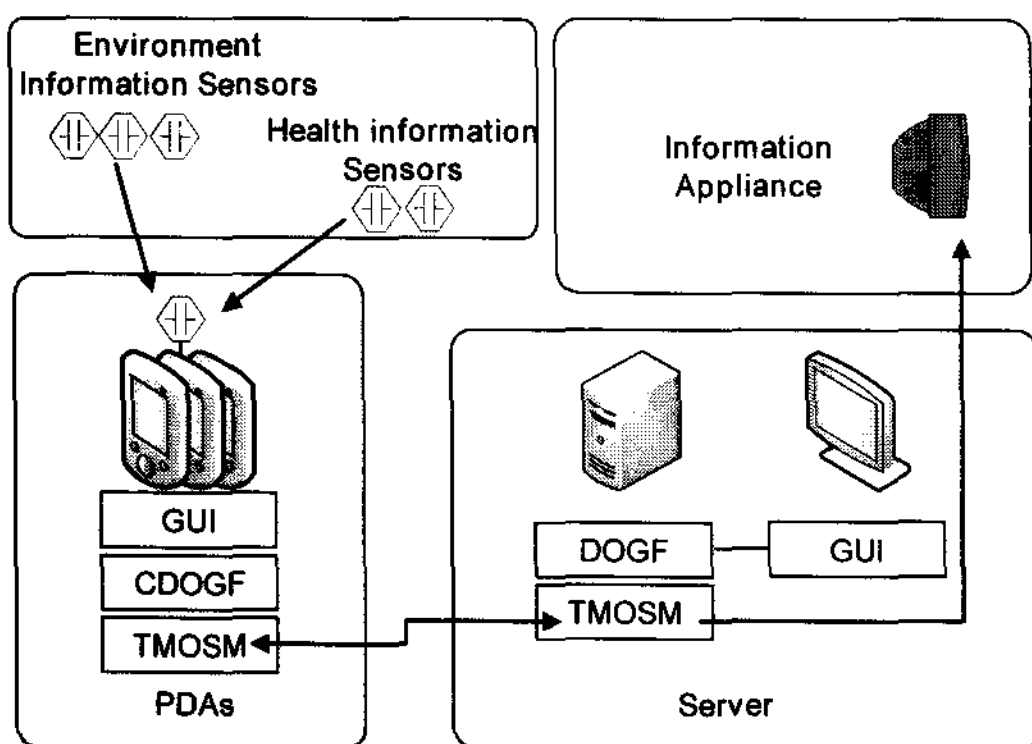 Environment
Information Sensors
Health information
Sensors
Information
Appliance
GUI
CDOGF
TMOSM
PDAs
DOGF
GUI
TMOSM
Server